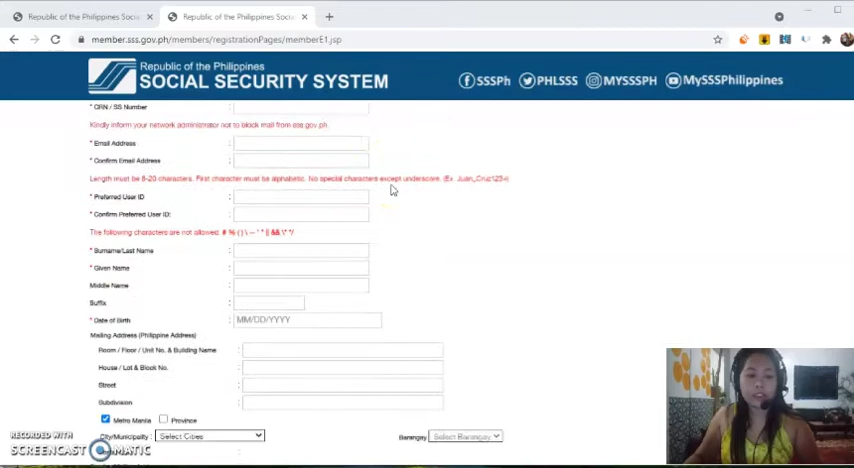 Republic of the Philippines Social
Republic of the Philippines Social
member.sss.gov.ph/members/registrationPages/memberE1.jsp
Republic of the Philippines
SOCIAL SECURITY SYSTEM
SSSPh
PHLSSS
MYSSSPH
MySSSPhilippines
* CRN / SS Number :
Kindly inform your network administrator not to block mail from sss.gov.ph.
* Email Address :
* Confirm Email Address :
Length must be 8-20 characters. First character must be alphabetic. No special characters except underscore. (Ex. Juan_Cruz1234)
* Preferred User ID :
* Confirm Preferred User ID: :
The following characters are not allowed:
* Surname/Last Name :
* Given Name :
Middle Name :
Suffix :
* Date of Birth : MM/DD/YYYY
Mailing Address (Philippine Address)
Room / Floor / Unit No. & Building Name :
House / Lot & Block No. :
Street :
Subdivision :
Metro Manila Province
City/Municipality : Select Cities Barangay Select Barangay
RECORDED WITH
SCREENCAST MATIC